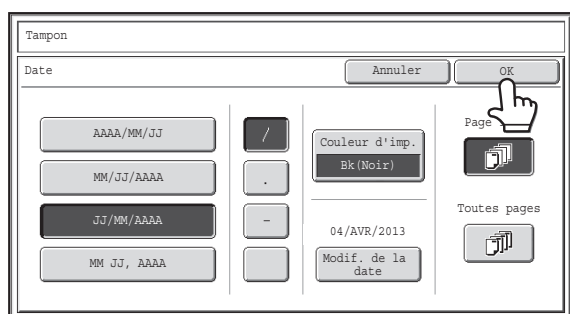 Tampon
Date
Annuler
OK
AAAA/MM/JJ
MM/JJ/AAAA
JJ/MM/AAAA
MM JJ, AAAA
/
.
-
Couleur d'imp.
Bk(Noir)
04/AVR/2013
Modif. de la
date
Page
Toutes pages